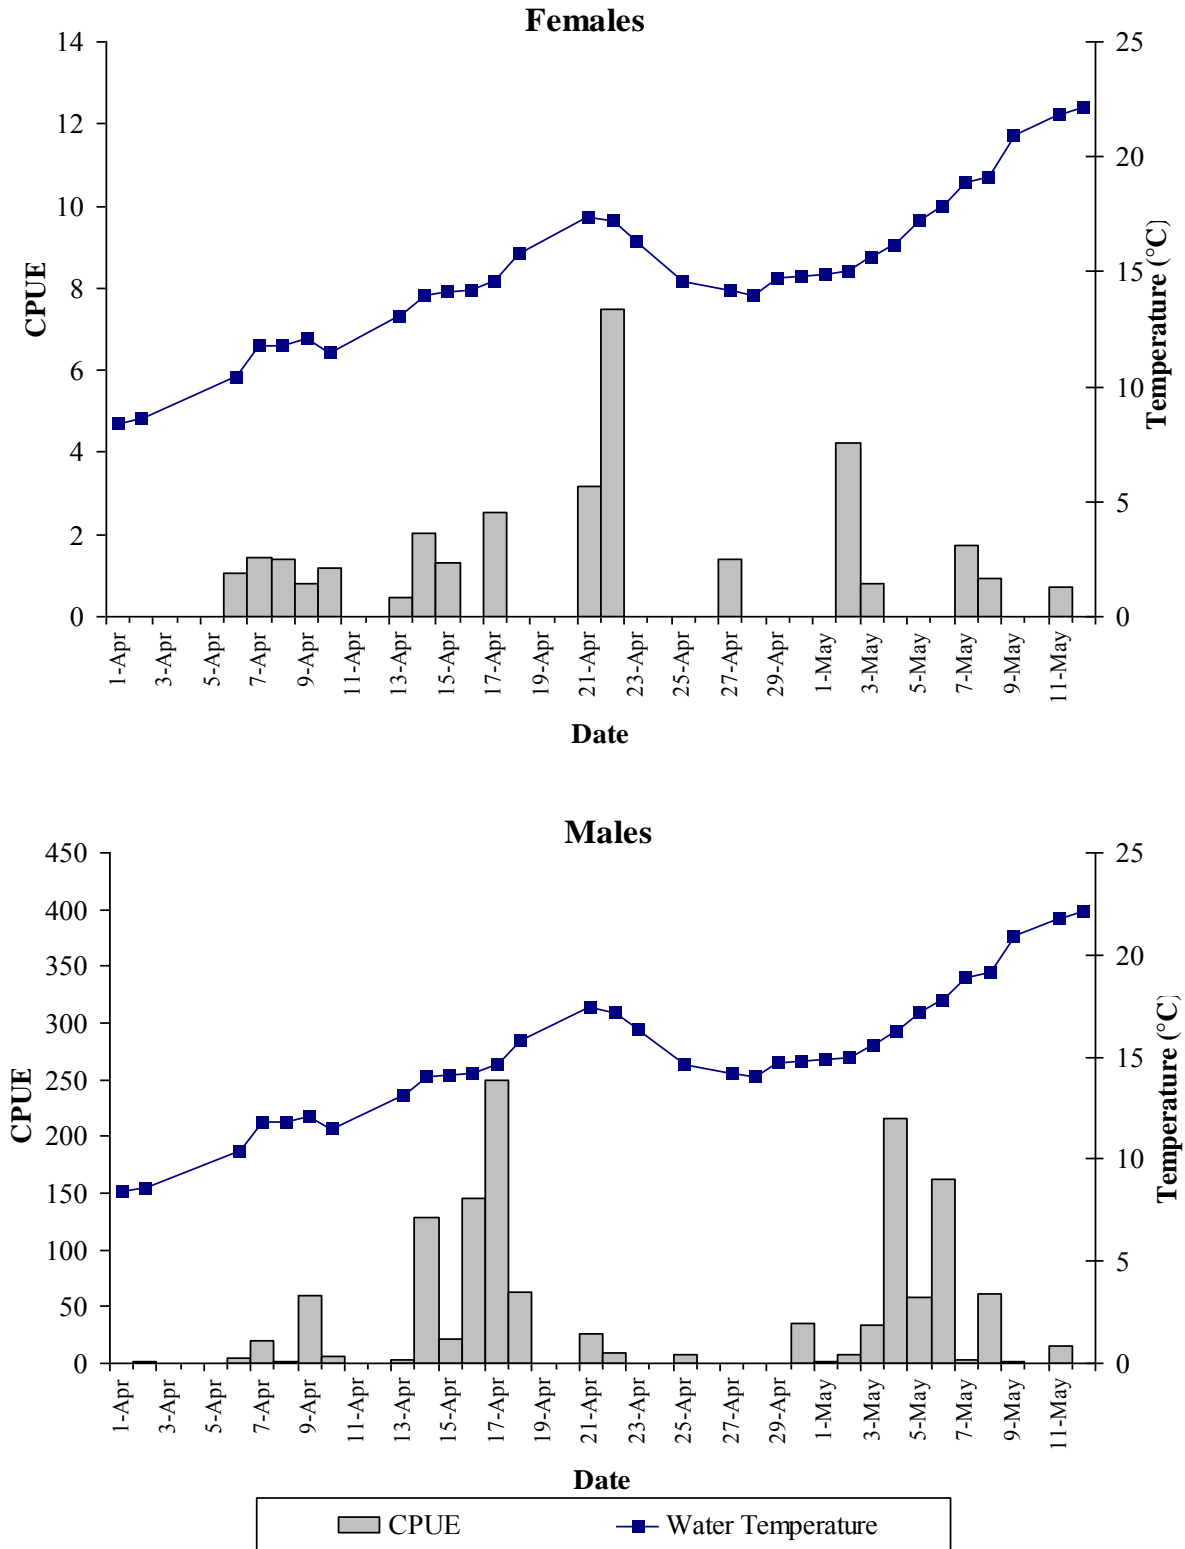 Females
14
12
10
8
6
4
2
0
CPUE
25
20
15
10
5
0
Temperature (°C)
1-Apr
3-Apr
5-Apr
7-Apr
9-Apr
11-Apr
13-Apr
15-Apr
17-Apr
19-Apr
21-Apr
23-Apr
25-Apr
27-Apr
29-Apr
1-May
3-May
5-May
7-May
9-May
11-May
Date
Males
450
400
350
300
250
200
150
100
50
0
CPUE
25
20
15
10
5
0
Temperature (°C)
1-Apr
3-Apr
5-Apr
7-Apr
9-Apr
11-Apr
13-Apr
15-Apr
17-Apr
19-Apr
21-Apr
23-Apr
25-Apr
27-Apr
29-Apr
1-May
3-May
5-May
7-May
9-May
11-May
Date
CPUE
Water Temperature